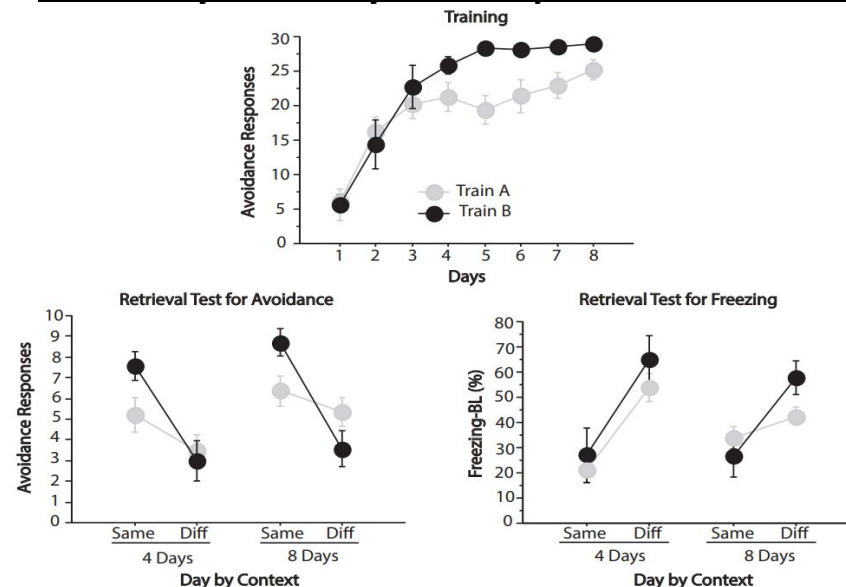 Training
Avoidance Responses
30
25
20
15
10
5
0
Train A
Train B
1 2 3 4 5 6 7 8
Days
Retrieval Test for Avoidance
Avoidance Responses
10
9
8
7
6
5
4
3
2
1
0
Same Diff Same Diff
4 Days 8 Days
Day by Context
Retrieval Test for Freezing
Freezing-BL (%)
80
70
60
50
40
30
20
10
0
Same Diff Same Diff
4 Days 8 Days
Day by Context